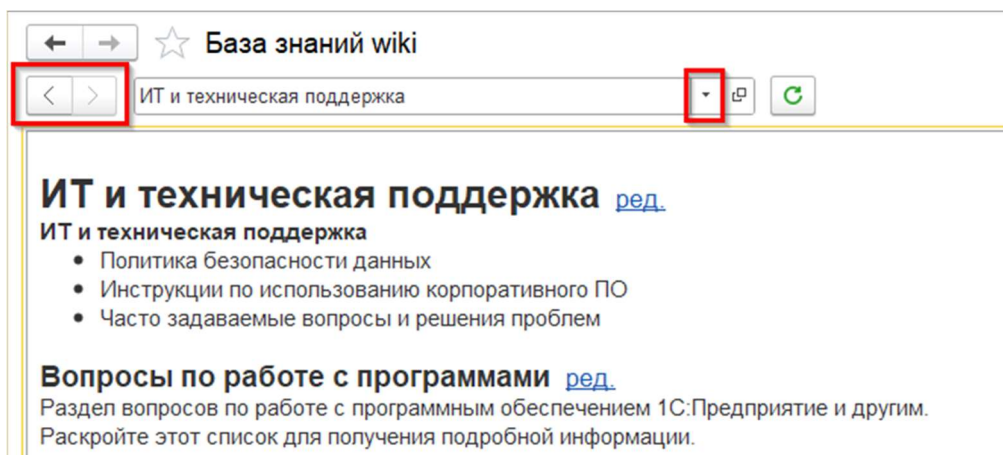 База знаний wiki
ИТ и техническая поддержка
ИТ и техническая поддержка ред.
ИТ и техническая поддержка
• Политика безопасности данных
• Инструкции по использованию корпоративного ПО
• Часто задаваемые вопросы и решения проблем
Вопросы по работе с программами ред.
Раздел вопросов по работе с программным обеспечением 1С:Предприятие и другим.
Раскройте этот список для получения подробной информации.